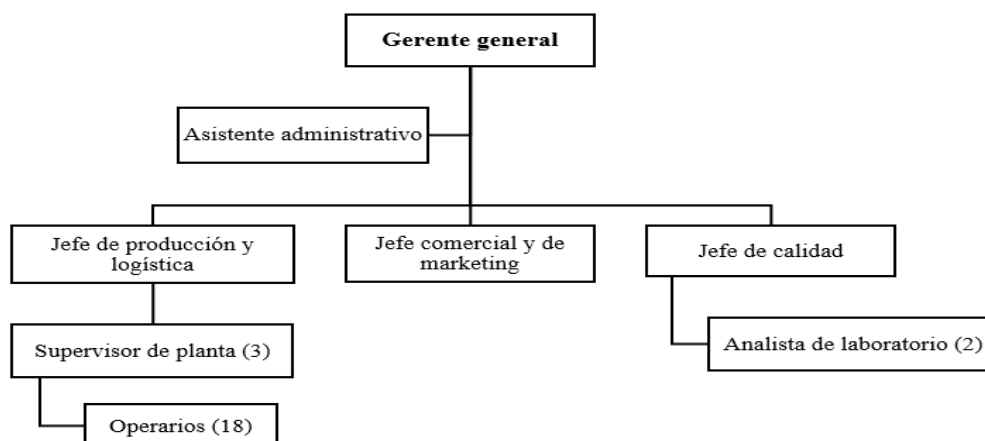 Gerente general
Asistente administrativo
Jefe de producción y
logística
Jefe comercial y de
marketing
Jefe de calidad
Supervisor de planta (3)
Analista de laboratorio (2)
Operarios (18)